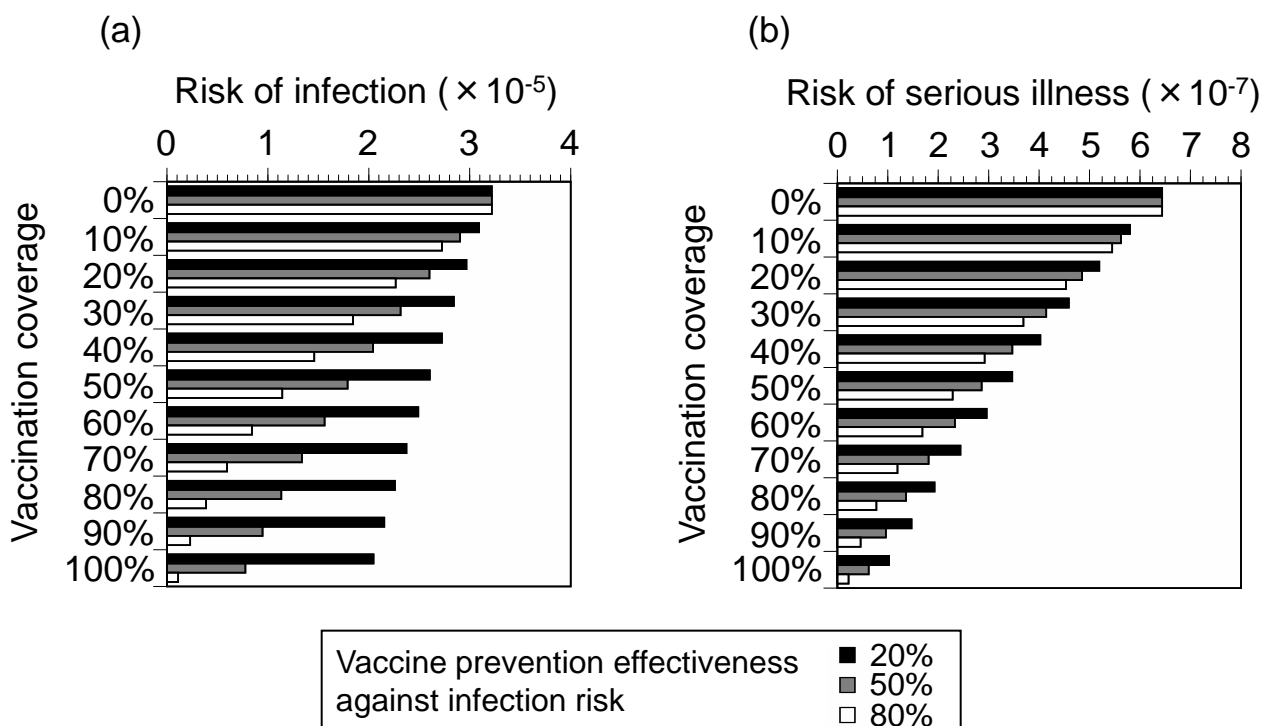 (a)
Risk of infection (×10-5)
0 1 2 3 4
Vaccination coverage
0%
10%
20%
30%
40%
50%
60%
70%
80%
90%
100%
(b)
Risk of serious illness (×10-7)
0 1 2 3 4 5 6 7 8
Vaccination coverage
0%
10%
20%
30%
40%
50%
60%
70%
80%
90%
100%
Vaccine prevention effectiveness
against infection risk
20%
50%
80%